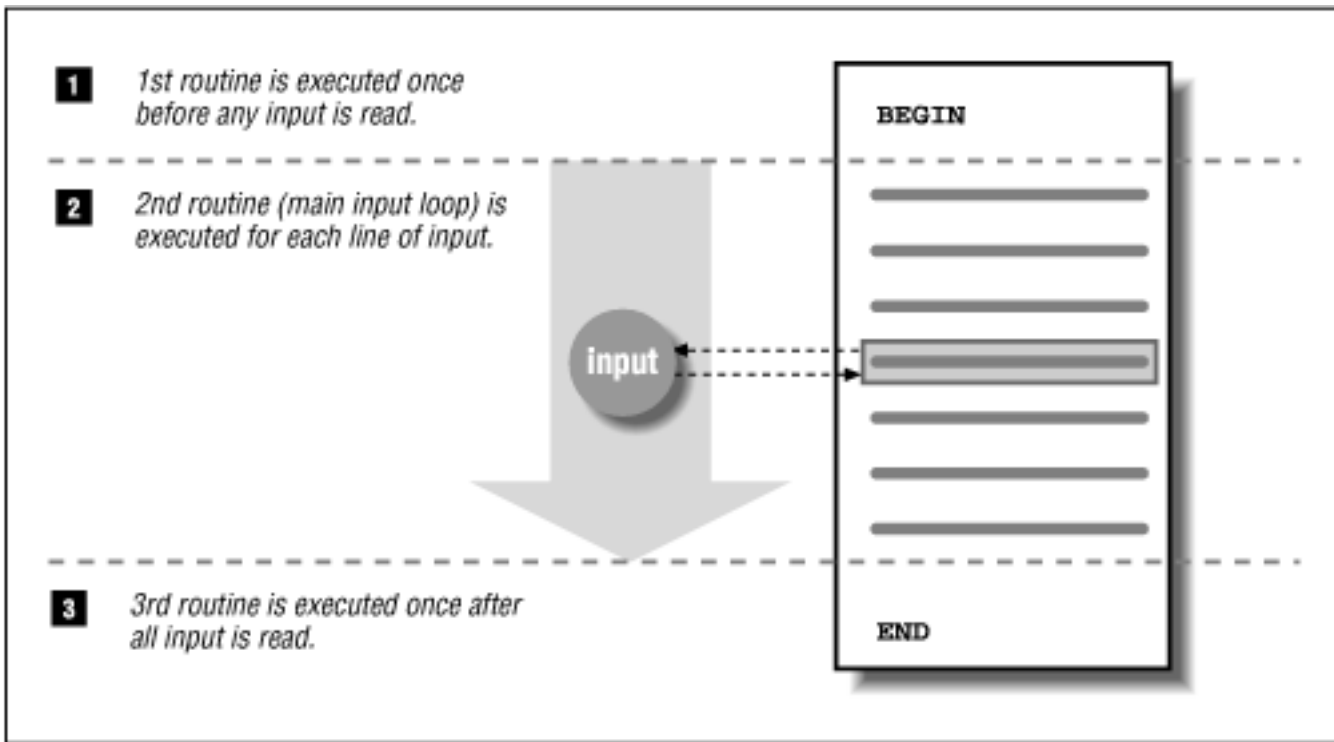 1
1st routine is executed once
before any input is read.
BEGIN
2
2nd routine (main input loop) is
executed for each line of input.
input
3
3rd routine is executed once after
all input is read.
END